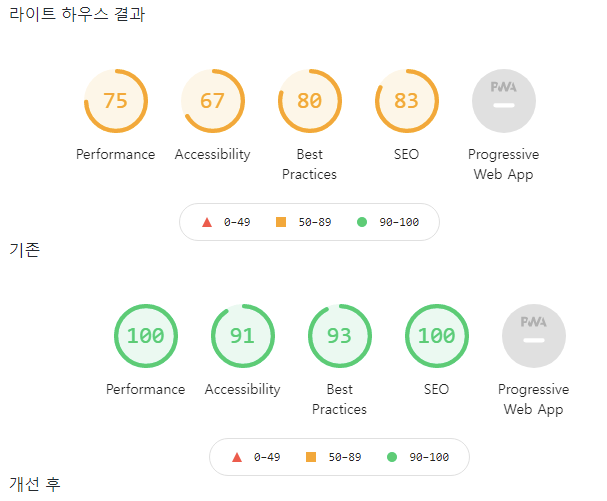 라이트 하우스 결과
75 67 80 83 PWA
Performance Accessibility Best Practices SEO Progressive Web App
0–49 50–89 90–100
기존
100 91 93 100 PWA
Performance Accessibility Best Practices SEO Progressive Web App
0–49 50–89 90–100
개선 후